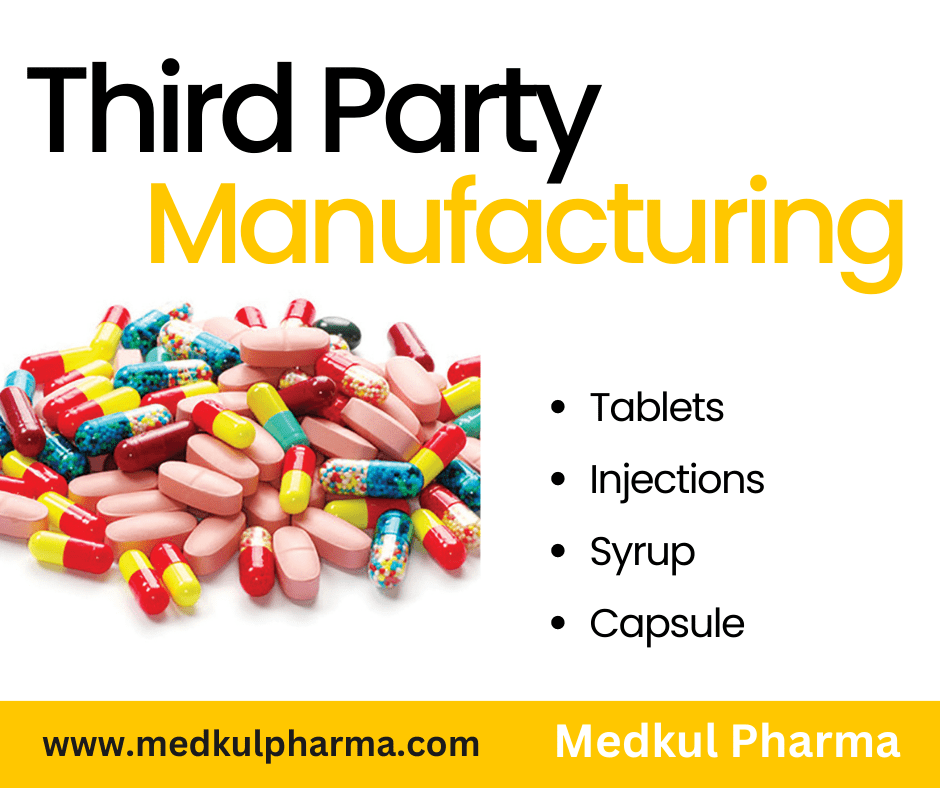 Third Party
Manufacturing
• Tablets
• Injections
• Syrup
• Capsule
www.medkulpharma.com
Medkul Pharma